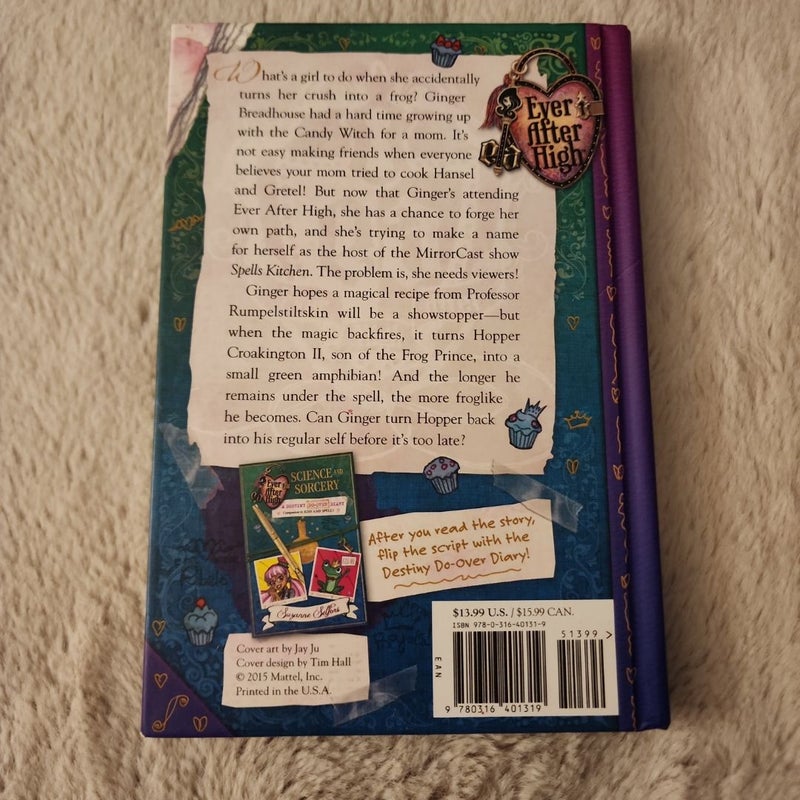 What's a girl to do when she accidentally
turns her crush into a frog? Ginger
Breadhouse had a hard time growing up
with the Candy Witch for a mom. It's
not easy making friends when everyone
believes your mom tried to cook Hansel
and Gretel! But now that Ginger's attending
Ever After High, she has a chance to forge her
own path, and she's trying to make a name
for herself as the host of the MirrorCast show
Spells Kitchen. The problem is, she needs viewers!
Ginger hopes a magical recipe from Professor
Rumpelstiltskin will be a showstopper—but
when the magic backfires, it turns Hopper
Croakington II, son of the Frog Prince, into a
small green amphibian! And the longer he
remains under the spell, the more froglike
he becomes. Can Ginger turn Hopper back
into his regular self before it's too late?
Ever
After
High
Ever
After
High
SCIENCE AND
SORCERY
A DESTINY DO-OVER DIARY
Suzanne Selfors
After you read the story,
flip the script with the
Destiny Do-Over Diary!
Cover art by Jay Ju
Cover design by Tim Hall
© 2015 Mattel, Inc.
Printed in the U.S.A.
$13.99 U.S. / $15.99 CAN.
ISBN 978-0-316-40131-9
51399 >
EAN
9 780316 401319